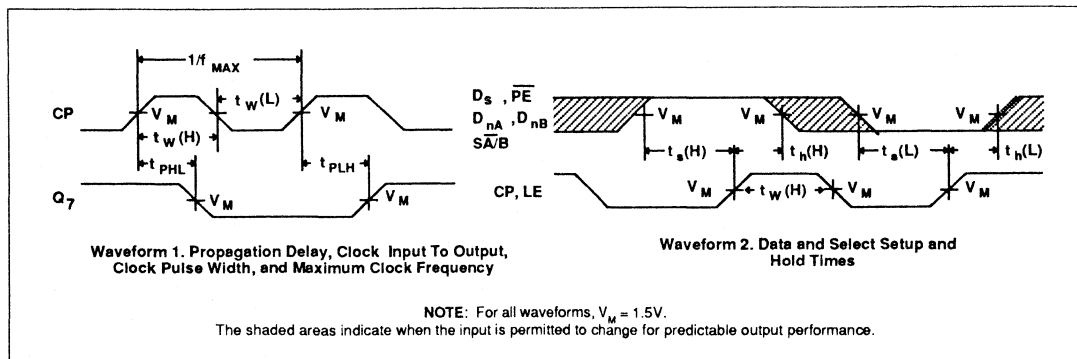 1/f MAX
CP
V M
t W (L)
V M
V M
t W (H)
t PHL
t PLH
Q 7
V M
V M
Waveform 1. Propagation Delay, Clock Input To Output,
Clock Pulse Width, and Maximum Clock Frequency
D s , PE
D nA , D nB
SA/B
V M
V M
V M
V M
t s (H)
t h (H)
t s (L)
t h (L)
CP, LE
V M
t W (H)
V M
V M
Waveform 2. Data and Select Setup and
Hold Times
NOTE: For all waveforms, V M = 1.5V.
The shaded areas indicate when the input is permitted to change for predictable output performance.